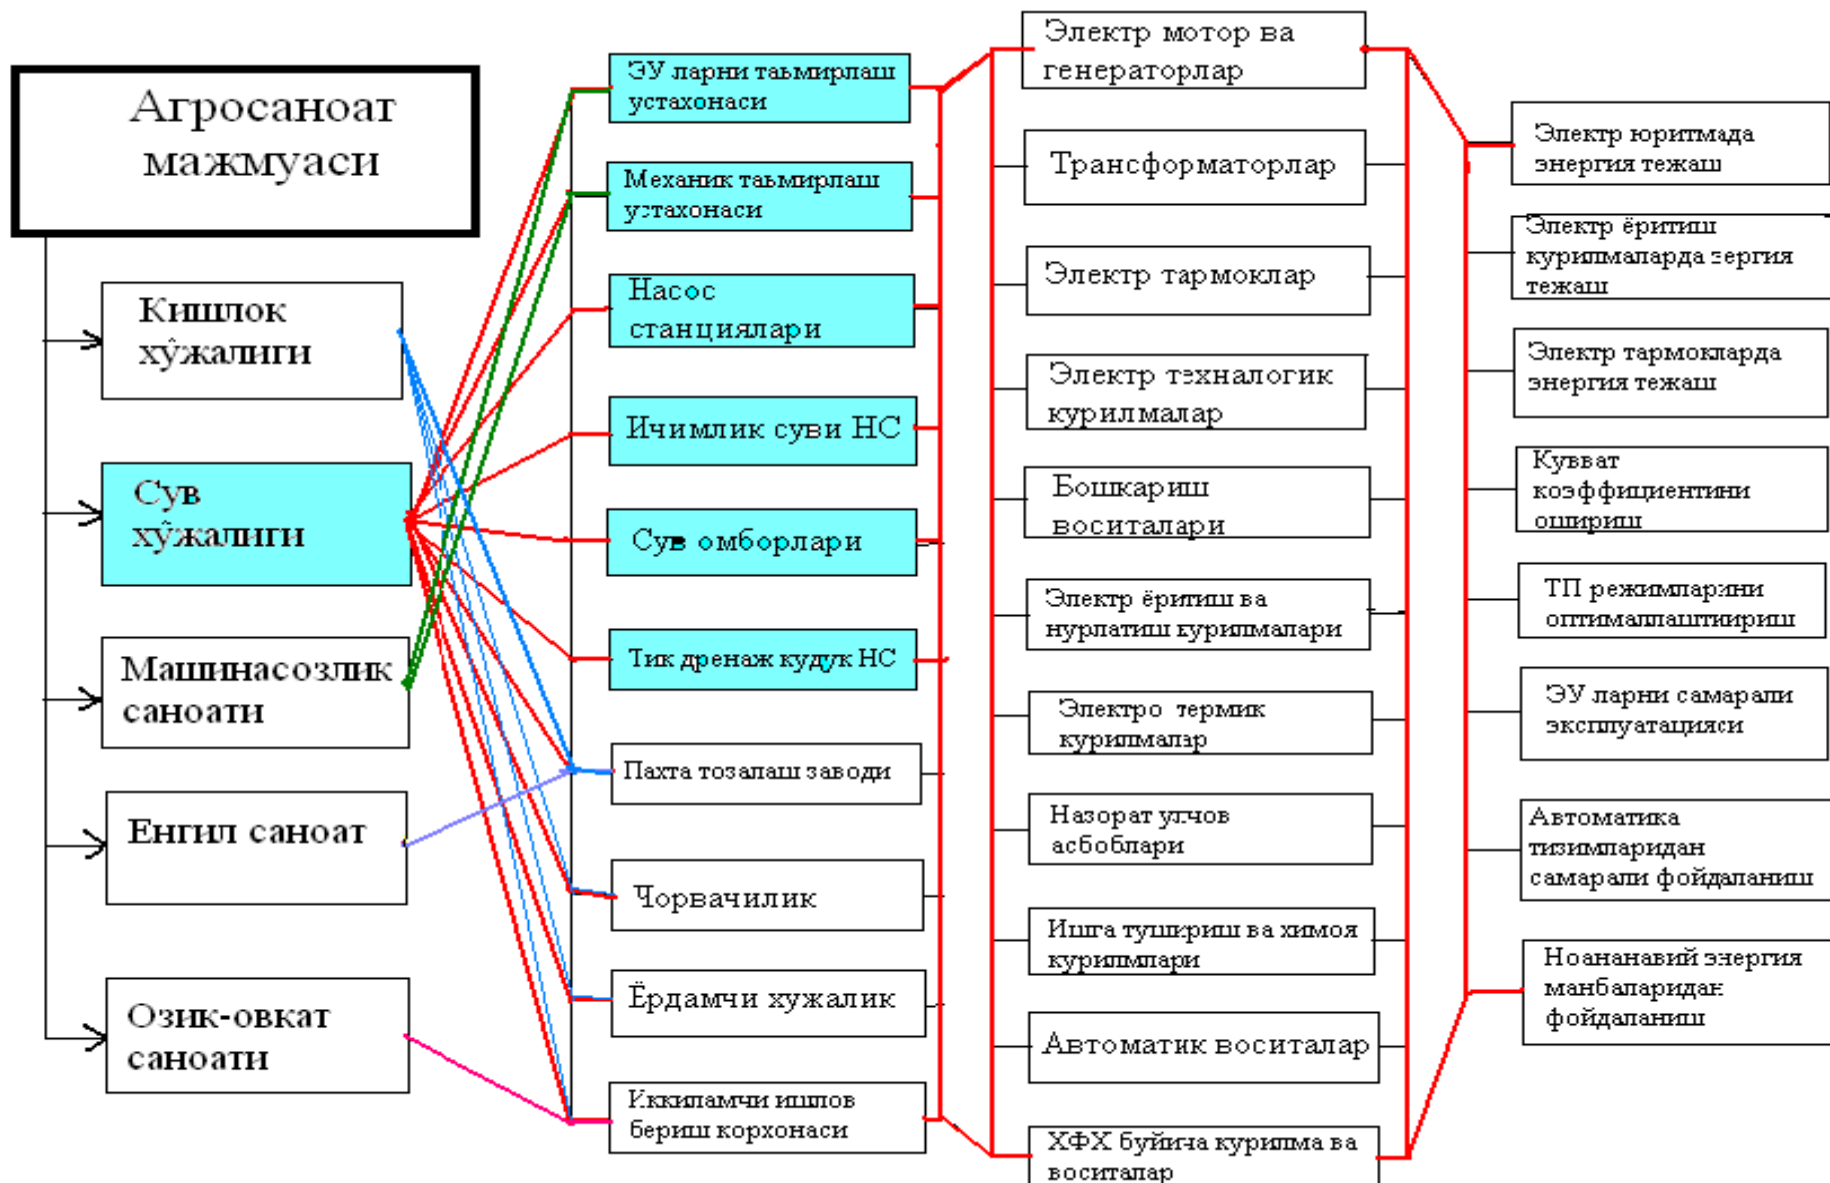 Агросаноат
мажмуаси
Кишлок
хўжалиги
Сув
хўжалиги
Машинасозлик
саноати
Енгил саноат
Озик-овкат
саноати
ЭУ ларни таьмирлаш
устахонаси
Механик таьмирлаш
устахонаси
Насос
станциялари
Ичимлик суви НС
Сув омборлари
Тик дренаж кудук НС
Пахта тозалаш заводи
Чорвачилик
Ёрдамчи хужалик
Иккиламчи ишлов
бериш корхонаси
Электр мотор ва
генераторлар
Трансформаторлар
Электр тармоклар
Электр техналогик
курилмалар
Бошкариш
воситалари
Электр ёритиш ва
нурлатиш курилмалари
Электро термик
курилмалар
Назорат улчов
асбоблари
Ишга тушириш ва химоя
курилмлари
Автоматик воситалар
ХФХ буйича курилма ва
воситалар
Электр юритмада
энергия тежаш
Электр ёритиш
курилмаларда зергия
тежаш
Электр тармокларда
энергия тежаш
Кувват
коэффициентини
ошириш
ТП режимларини
оптималлаштиириш
ЭУ ларни самарали
эксплуатацияси
Автоматика
тизимларидан
самарали фойдаланиш
Ноананавий энергия
манбаларидан
фойдаланиш